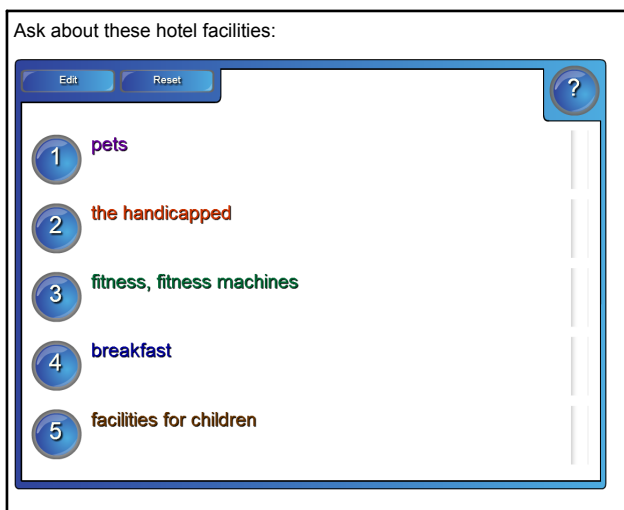 Ask about these hotel facilities:
Edit Reset ?
1 pets
2 the handicapped
3 fitness, fitness machines
4 breakfast
5 facilities for children